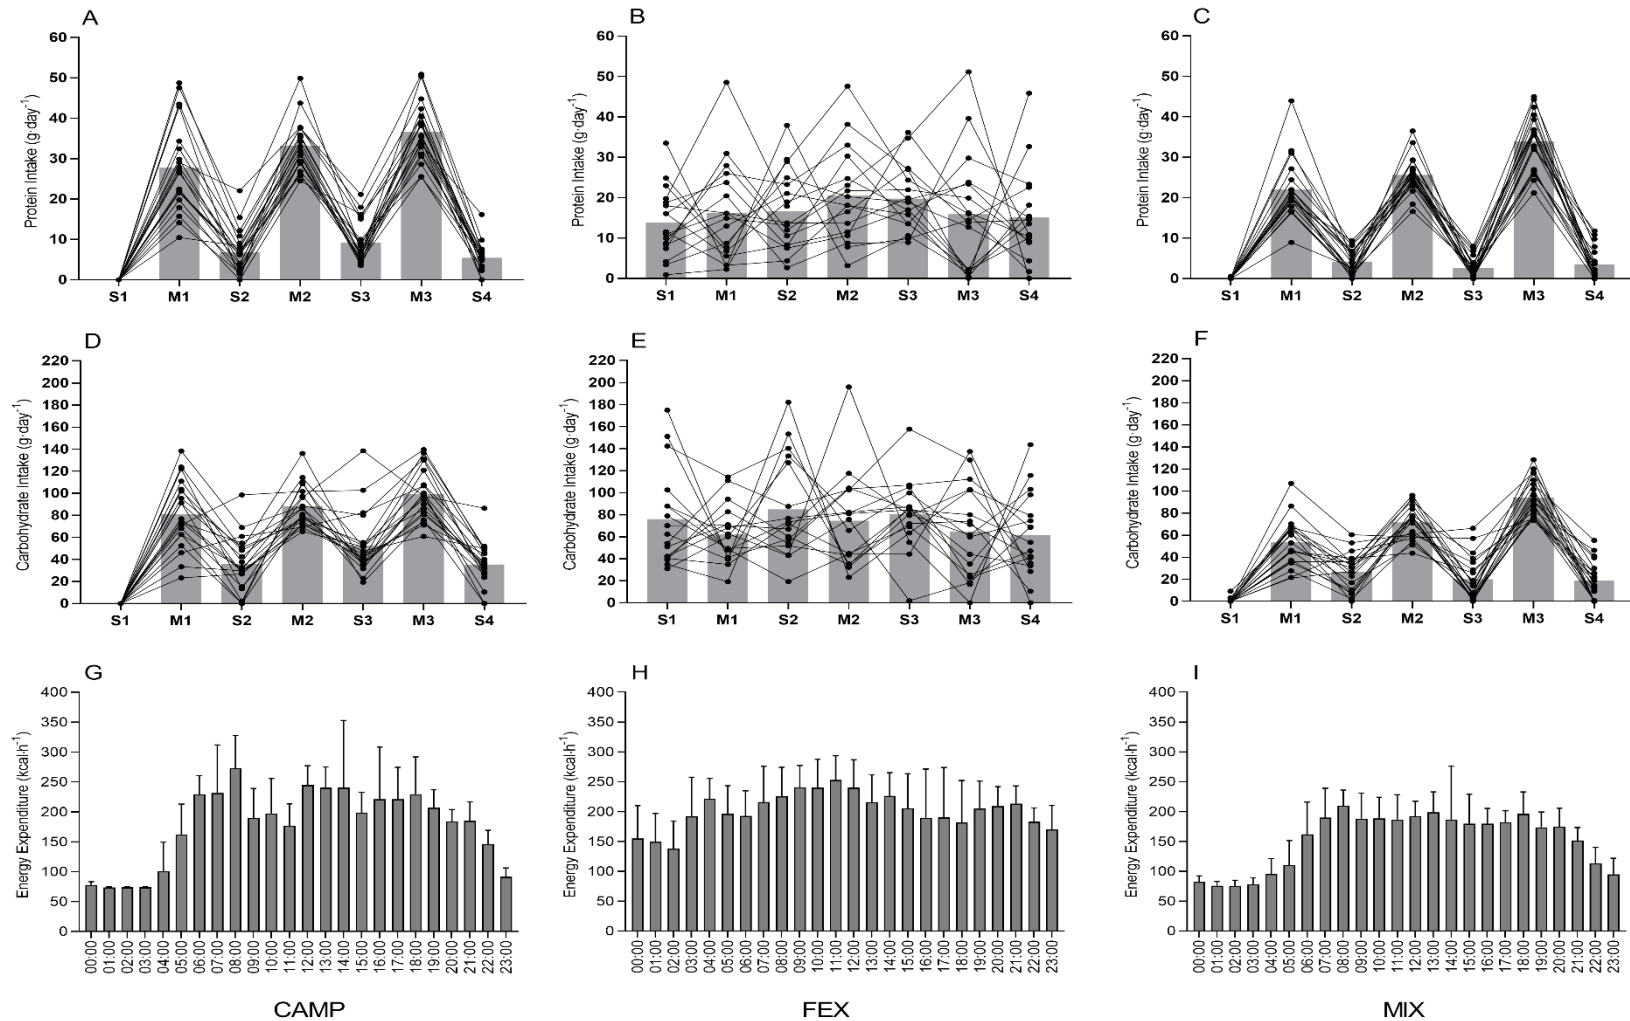 A
Protein Intake (g·day⁻¹)
60
50
40
30
20
10
0
S1 M1 S2 M2 S3 M3 S4
B
Protein Intake (g·day⁻¹)
60
50
40
30
20
10
0
S1 M1 S2 M2 S3 M3 S4
C
Protein Intake (g·day⁻¹)
60
50
40
30
20
10
0
S1 M1 S2 M2 S3 M3 S4
D
Carbohydrate Intake (g·day⁻¹)
220
200
180
160
140
120
100
80
60
40
20
0
S1 M1 S2 M2 S3 M3 S4
E
Carbohydrate Intake (g·day⁻¹)
220
200
180
160
140
120
100
80
60
40
20
0
S1 M1 S2 M2 S3 M3 S4
F
Carbohydrate Intake (g·day⁻¹)
220
200
180
160
140
120
100
80
60
40
20
0
S1 M1 S2 M2 S3 M3 S4
G
Energy Expenditure (kcal·h⁻¹)
400
350
300
250
200
150
100
50
0
00:00 01:00 02:00 03:00 04:00 05:00 06:00 07:00 08:00 09:00 10:00 11:00 12:00 13:00 14:00 15:00 16:00 17:00 18:00 19:00 20:00 21:00 22:00 23:00
CAMP
H
Energy Expenditure (kcal·h⁻¹)
400
350
300
250
200
150
100
50
0
00:00 01:00 02:00 03:00 04:00 05:00 06:00 07:00 08:00 09:00 10:00 11:00 12:00 13:00 14:00 15:00 16:00 17:00 18:00 19:00 20:00 21:00 22:00 23:00
FEX
I
Energy Expenditure (kcal·h⁻¹)
400
350
300
250
200
150
100
50
0
00:00 01:00 02:00 03:00 04:00 05:00 06:00 07:00 08:00 09:00 10:00 11:00 12:00 13:00 14:00 15:00 16:00 17:00 18:00 19:00 20:00 21:00 22:00 23:00
MIX